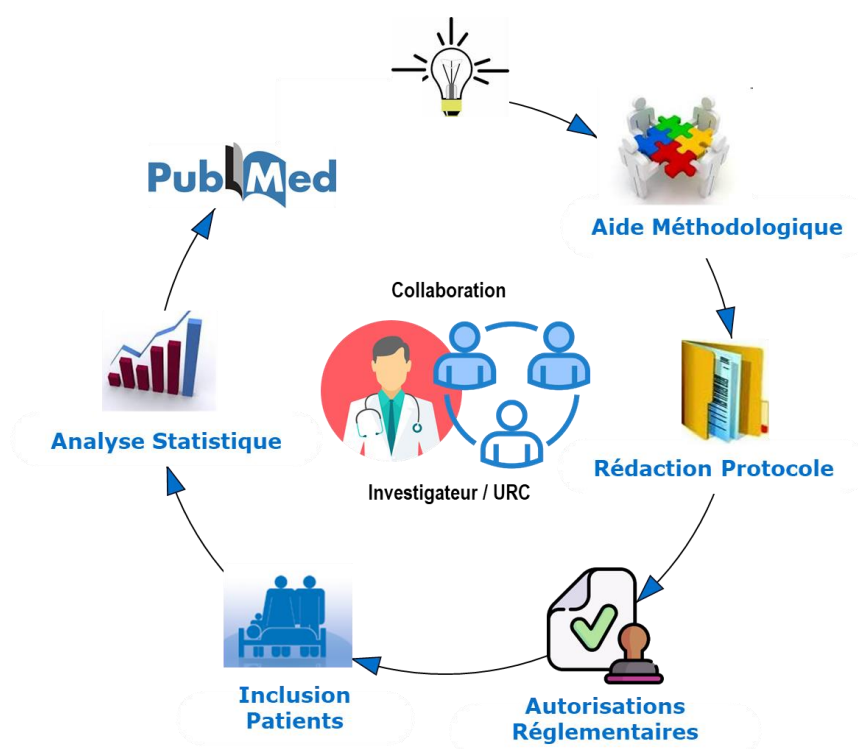 PubMed
Aide Méthodologique
Collaboration
Investigateur / URC
Rédaction Protocole
Autorisations
Réglementaires
Inclusion
Patients
Analyse Statistique